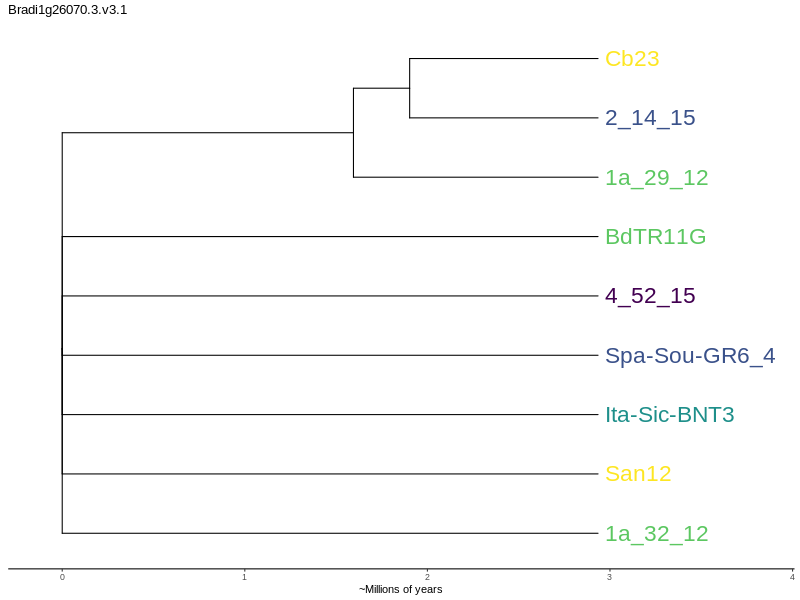 Bradi1g26070.3.v3.1
Cb23
2_14_15
1a_29_12
BdTR11G
4_52_15
Spa-Sou-GR6_4
Ita-Sic-BNT3
San12
1a_32_12
0 1 2 3 4
~Millions of years